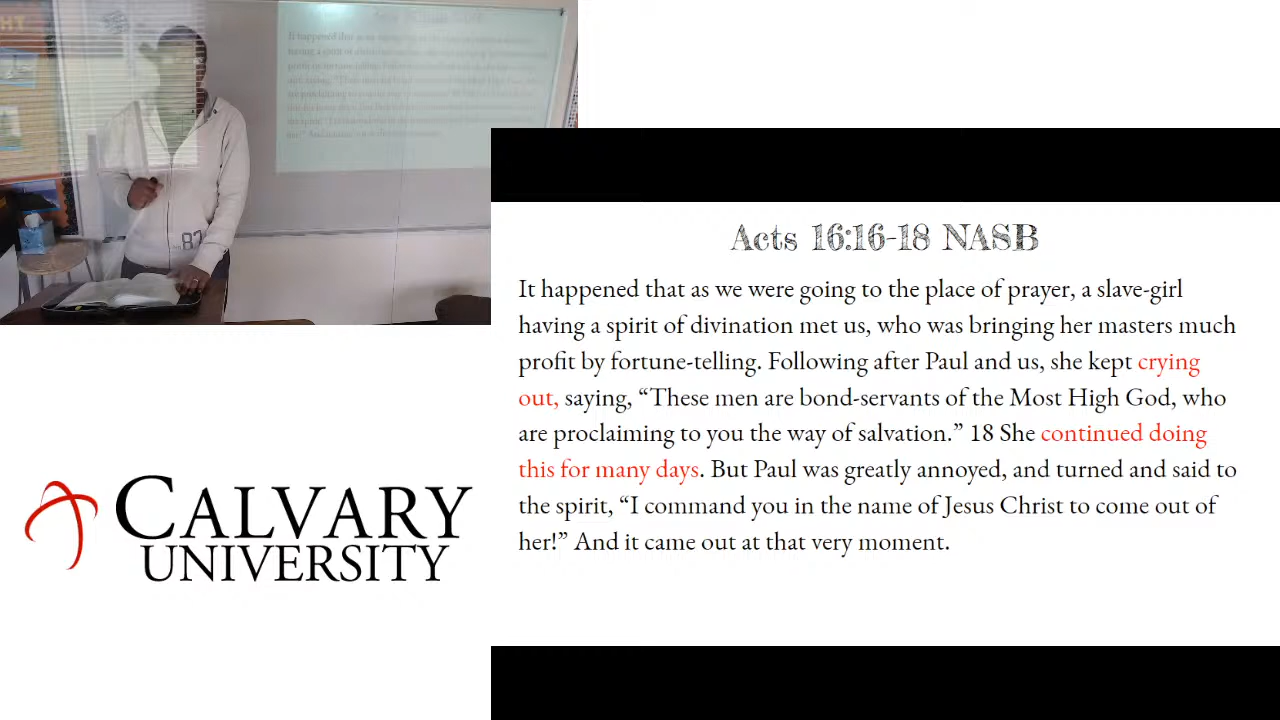 HT
87
Acts 16:16-18 NASB
It happened that as we were going to the place of prayer, a slave-girl
having a spirit of divination met us, who was bringing her masters much
profit by fortune-telling. Following after Paul and us, she kept crying
out, saying, “These men are bond-servants of the Most High God, who
are proclaiming to you the way of salvation.” 18 She continued doing
this for many days. But Paul was greatly annoyed, and turned and said to
the spirit, “I command you in the name of Jesus Christ to come out of
her!” And it came out at that very moment.
CALVARY
UNIVERSITY